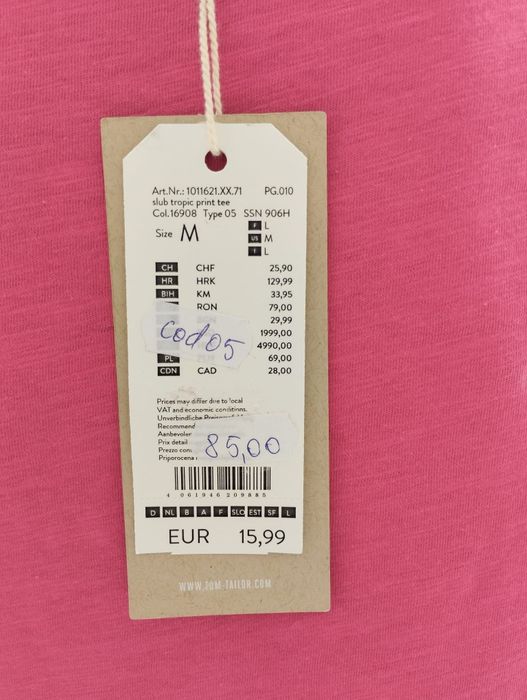 Art.Nr.: 1011621.XX.71 PG.010
slub tropic print tee
Col.16908 Type 05 SSN 906H
Size M
F L
US M
I L
CH CHF 25,90
HR HRK 129,99
BIH KM 33,95
RON 79,00
29,99
cod 05 1999,00
4990,00
PL 69,00
CDN CAD 28,00
Prices may differ due to local
VAT and economic conditions.
Unverbindliche
Recommend
Aanbevolen
Prix detail
Prezzo con
Priporocena
85,00
4 061946 209885
D NL B A F SLO EST SF L
EUR 15,99
WWW.TOM-TAILOR.COM